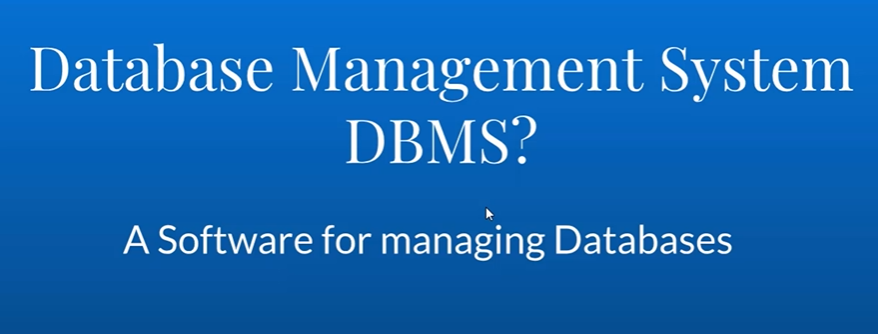 Database Management System
DBMS?
A Software for managing Databases